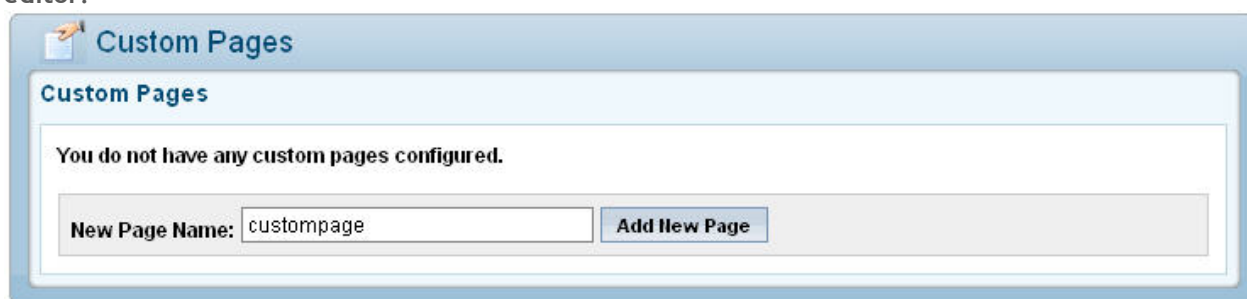 editor.
Custom Pages
Custom Pages
You do not have any custom pages configured.
New Page Name: custompage Add New Page